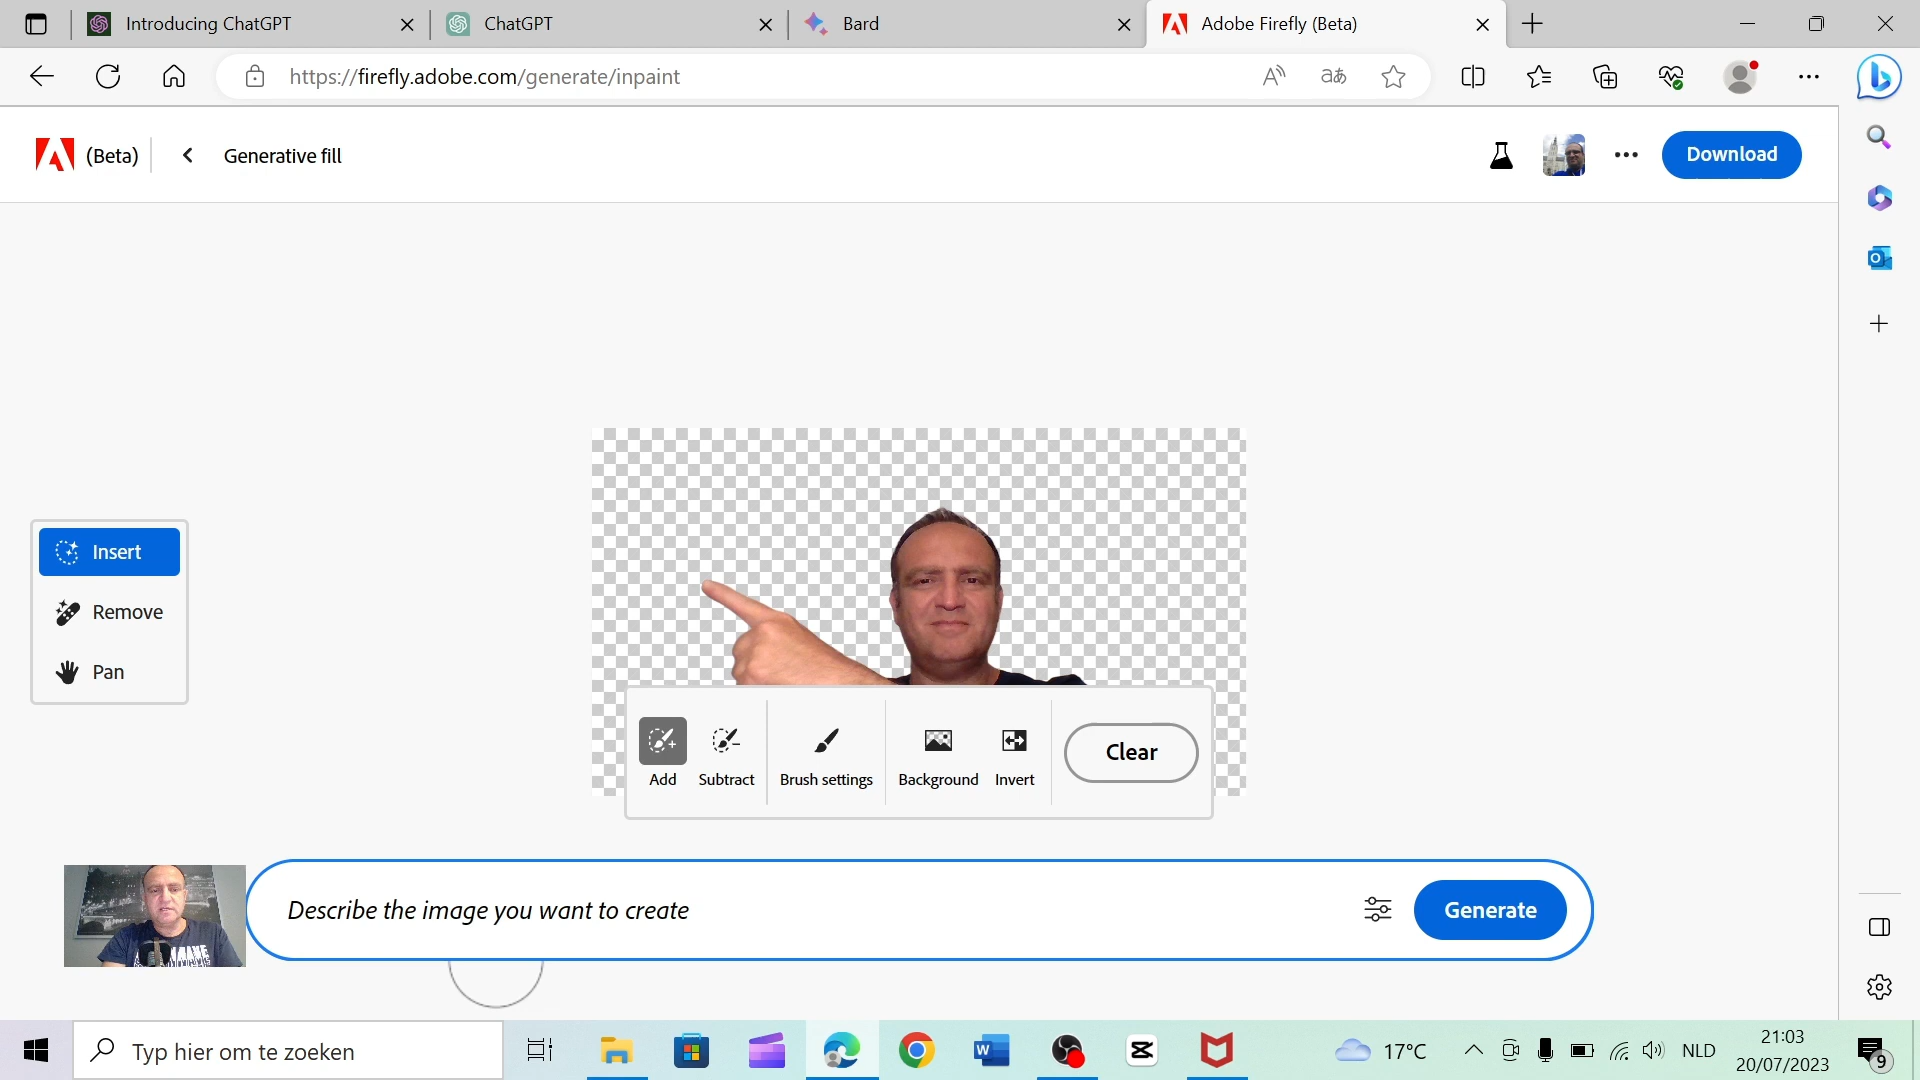 Introducing ChatGPT
ChatGPT
Bard
Adobe Firefly (Beta)
https://firefly.adobe.com/generate/inpaint
(Beta)
Generative fill
Download
Insert
Remove
Pan
Add
Subtract
Brush settings
Background
Invert
Clear
Describe the image you want to create
Generate
Typ hier om te zoeken
17°C
NLD
21:03
20/07/2023
9